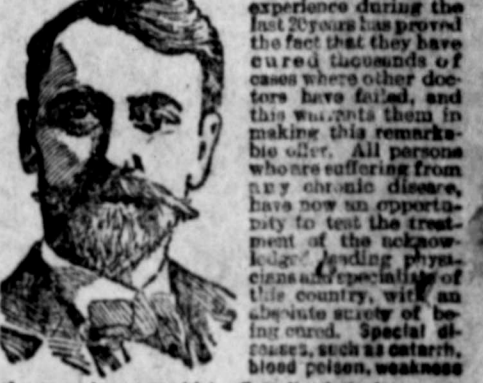 experience during the
last 20 years has proved
the fact that they have
cured thousands of
cases where other doc-
tors have failed, and
this warrants them in
making this remarka-
ble offer. All persons
who are suffering from
any chronic disease,
have now an opportu-
nity to test the treat-
ment of the acknow-
ledged leading physi-
cians and specialists of
this country, with an
absolute surety of be-
ing cured. Special di-
seases, such as catarrh,
blood poison, weakness